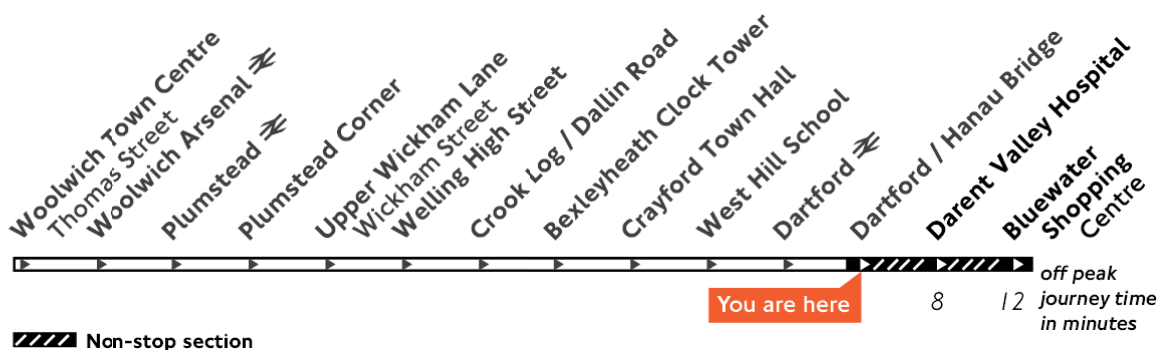 Woolwich Town Centre
Thomas Street
Woolwich Arsenal
Plumstead
Plumstead Corner
Upper Wickham Lane
Wickham Street
Welling High Street
Crook Log / Dallin Road
Bexleyheath Clock Tower
Crayford Town Hall
West Hill School
Dartford
Dartford / Hanau Bridge
Darent Valley Hospital
Bluewater
Shopping
Centre
You are here
8
12
off peak
journey time
in minutes
Non-stop section